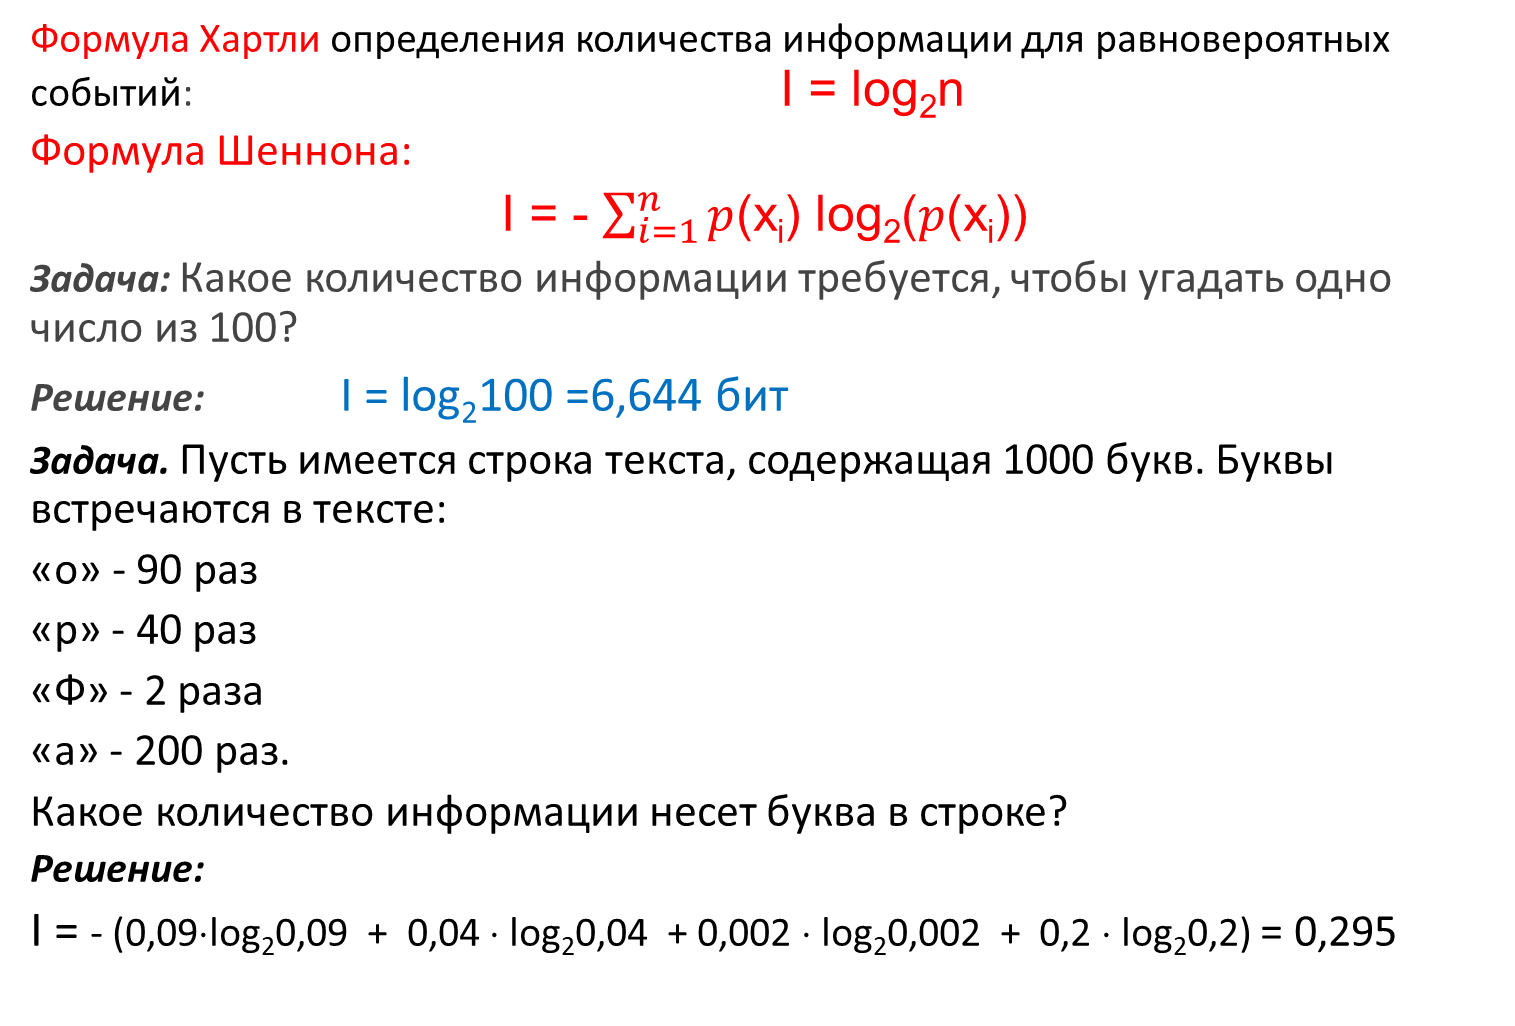 Формула Хартли определения количества информации для равновероятных
событий: I = log₂n
Формула Шеннона:
I = - ∑ⁿᵢ₌₁ p(xᵢ) log₂(p(xᵢ))
Задача: Какое количество информации требуется, чтобы угадать одно
число из 100?
Решение: I = log₂100 =6,644 бит
Задача. Пусть имеется строка текста, содержащая 1000 букв. Буквы
встречаются в тексте:
«о» - 90 раз
«р» - 40 раз
«Ф» - 2 раза
«а» - 200 раз.
Какое количество информации несет буква в строке?
Решение:
I = - (0,09·log₂0,09 + 0,04 · log₂0,04 + 0,002 · log₂0,002 + 0,2 · log₂0,2) = 0,295